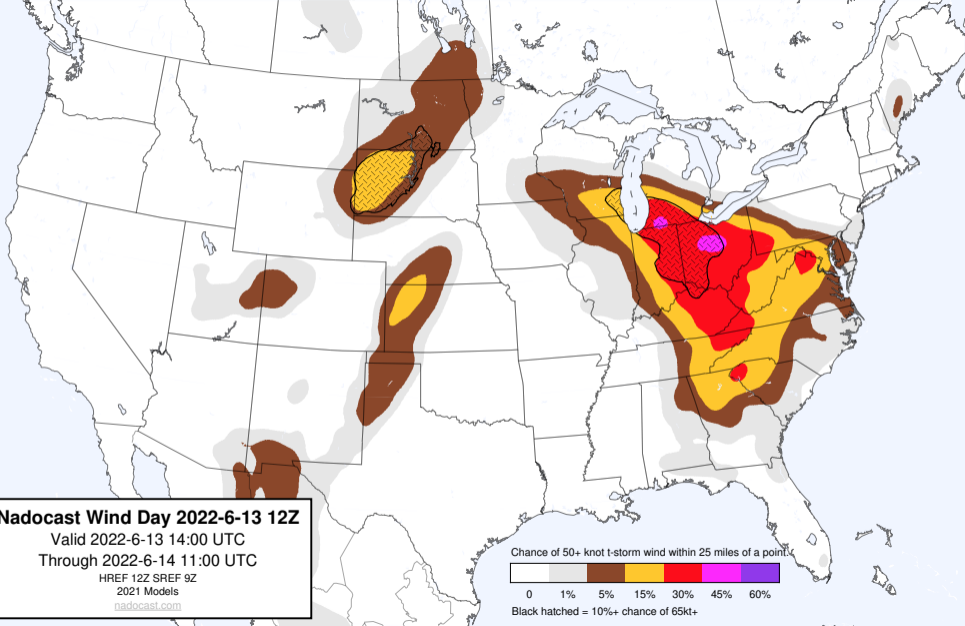 Nadocast Wind Day 2022-6-13 12Z
Valid 2022-6-13 14:00 UTC
Through 2022-6-14 11:00 UTC
HREF 12Z SREF 9Z
2021 Models
nadocast.com
Chance of 50+ knot t-storm wind within 25 miles of a point.
0 1% 5% 15% 30% 45% 60%
Black hatched = 10%+ chance of 65kt+